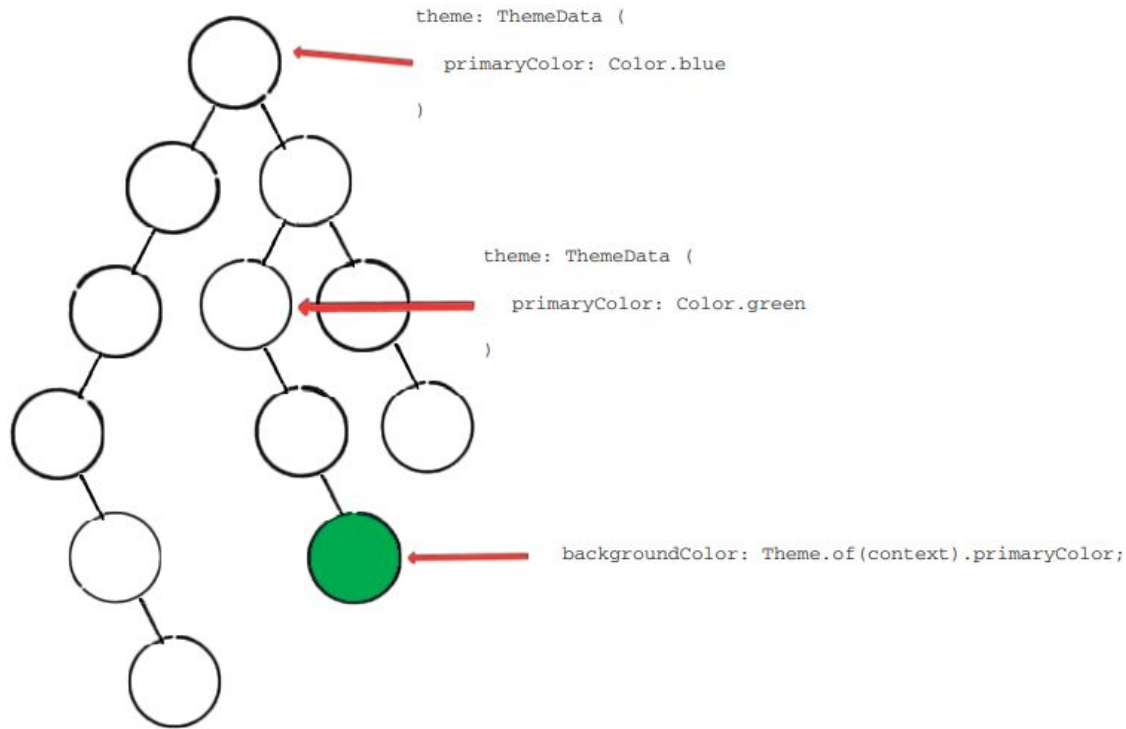 theme: ThemeData (
primaryColor: Color.blue
)
theme: ThemeData (
primaryColor: Color.green
)
backgroundColor: Theme.of(context).primaryColor;